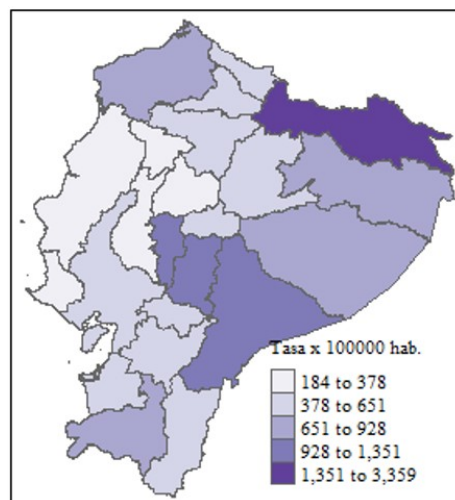 Tasa x 100000 hab.
184 to 378
378 to 651
651 to 928
928 to 1,351
1,351 to 3,359